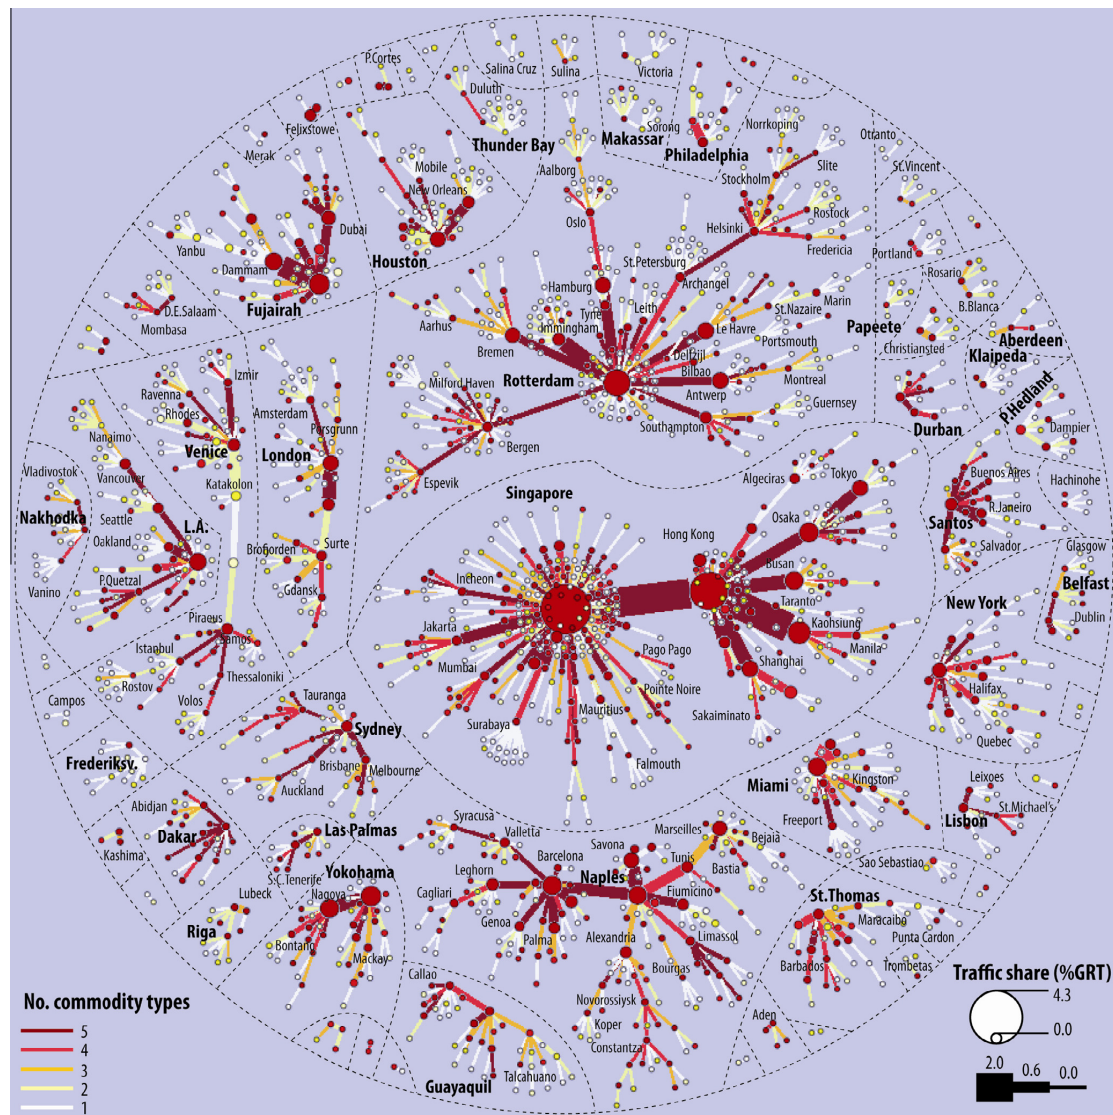 P.Cortes
Salina Cruz
Sulina
Victoria
Duluth
Felixstowe
Thunder Bay
Makassar
Sorong
Philadelphia
Norrkoping
Otranto
Merak
Mobile
Aalborg
Stockholm
Slite
St.Vincent
New Orleans
Dubai
Oslo
Helsinki
Rostock
Yanbu
Houston
Fredericia
Portland
Dammam
St.Petersburg
Archangel
Rosario
Fujairah
Hamburg
Marin
B.Blanca
D.E.Salaam
Mombasa
Aarhus
Tyne
Leith
St.Nazaire
Papeete
Aberdeen
Immingham
Le Havre
Christiansted
Klaipeda
Bremen
Delfzijl
Portsmouth
Bilbao
Izmir
Milford Haven
Rotterdam
Montreal
P.Hedland
Ravenna
Amsterdam
Antwerp
Rhodes
Guernsey
Nanaimo
Porsgrunn
Southampton
Durban
Dampier
Venice
London
Bergen
Vladivostok
Vancouver
Espevik
Algeciras
Tokyo
Buenos Aires
Hachinohe
Katakolon
Singapore
Nakhodka
L.A.
Seattle
Osaka
Santos
R.Janeiro
Oakland
Brofjorden
Surte
Hong Kong
Salvador
Glasgow
P.Quetzal
Incheon
Busan
Belfast
Vanino
Gdansk
Taranto
New York
Piraeus
Jakarta
Kaohsiung
Dublin
Samos
Istanbul
Pago Pago
Manila
Mumbai
Shanghai
Thessaloniki
Rostov
Pointe Noire
Halifax
Campos
Volos
Tauranga
Mauritius
Surabaya
Sakaiminato
Sydney
Quebec
Frederiksv.
Brisbane
Melbourne
Falmouth
Auckland
Miami
Kingston
Leixoes
Abidjan
St.Michael's
Freeport
Lisbon
Dakar
Las Palmas
Syracusa
Valletta
Marseilles
Bejaia
Kashima
Savona
Tunis
Sao Sebastiao
Barcelona
Bastia
S.C.Tenerife
Yokohama
Leghorn
Naples
Lubeck
Nagoya
Cagliari
Fiumicino
St.Thomas
Maracaibo
Riga
Genoa
Palma
Alexandria
Limassol
Punta Cardon
Bontang
Mackay
Bourgas
Barbados
Trombetas
Callao
Novorossiysk
Aden
Koper
Constantza
Talcahuano
Guayaquil
No. commodity types
5
4
3
2
1
Traffic share (%GRT)
4.3
0.0
2.0 0.6 0.0